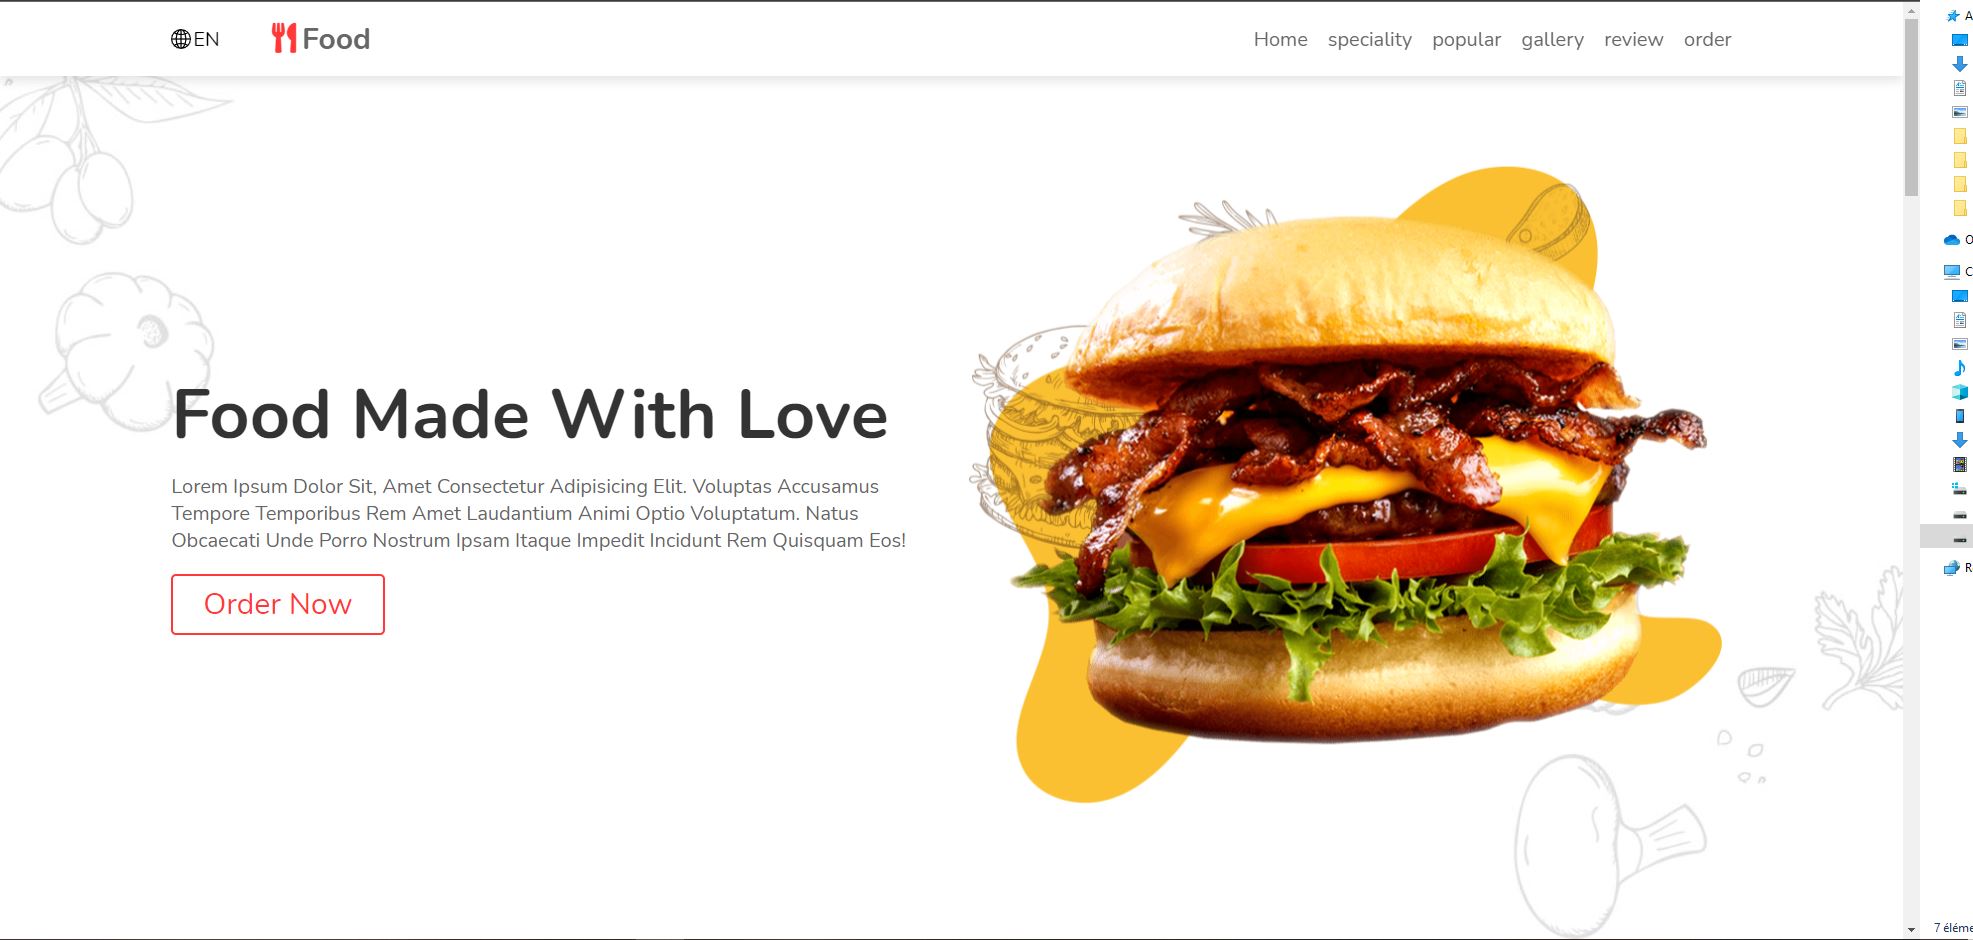 EN
Food
Home speciality popular gallery review order
Food Made With Love
Lorem Ipsum Dolor Sit, Amet Consectetur Adipisicing Elit. Voluptas Accusamus
Tempore Temporibus Rem Amet Laudantium Animi Optio Voluptatum. Natus
Obcaecati Unde Porro Nostrum Ipsam Itaque Impedit Incidunt Rem Quisquam Eos!
Order Now